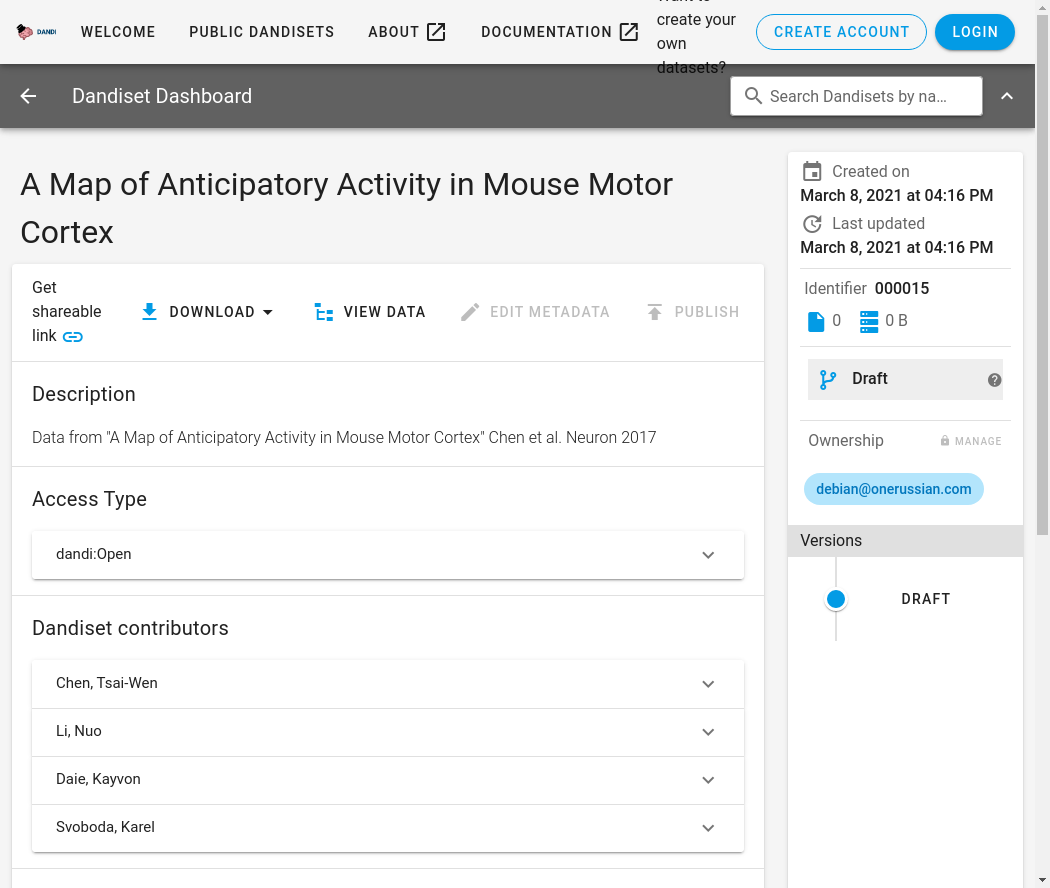 DANDI
WELCOME
PUBLIC DANDISETS
ABOUT
DOCUMENTATION
create your
own
datasets?
CREATE ACCOUNT
LOGIN
Dandiset Dashboard
Search Dandisets by na…
A Map of Anticipatory Activity in Mouse Motor
Cortex
Get
shareable
link
DOWNLOAD
VIEW DATA
EDIT METADATA
PUBLISH
Description
Data from "A Map of Anticipatory Activity in Mouse Motor Cortex" Chen et al. Neuron 2017
Access Type
dandi:Open
Dandiset contributors
Chen, Tsai-Wen
Li, Nuo
Daie, Kayvon
Svoboda, Karel
Created on
March 8, 2021 at 04:16 PM
Last updated
March 8, 2021 at 04:16 PM
Identifier 000015
0
0 B
Draft
Ownership
MANAGE
debian@onerussian.com
Versions
DRAFT